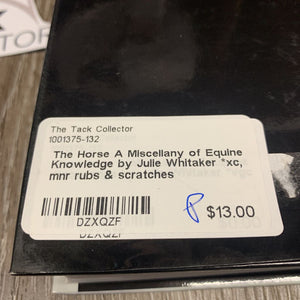 The Tack Collector
1001375-132
The Horse A Miscellany of Equine
Knowledge by Julie Whitaker *xc,
mnr rubs & scratches
P $13.00
DZXQZF
DZXQZF